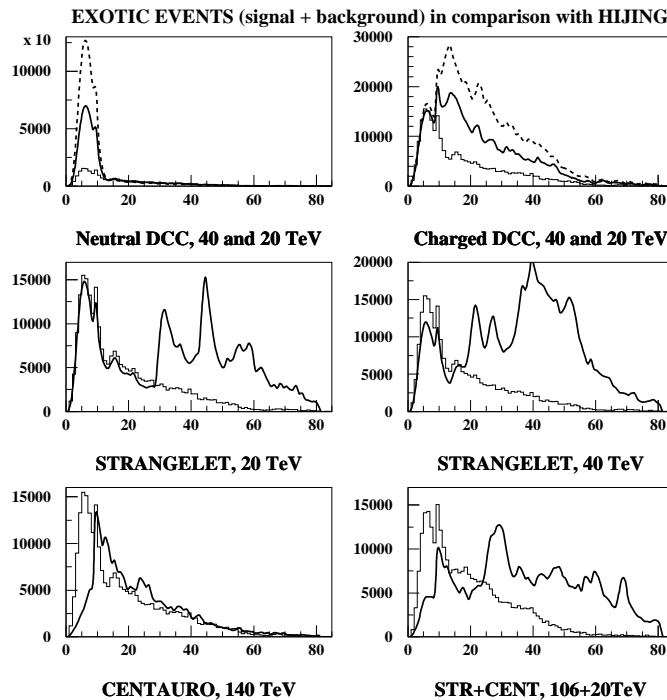 EXOTIC EVENTS (signal + background) in comparison with HIJING
x 10
10000
5000
0
0 20 40 60 80
Neutral DCC, 40 and 20 TeV
30000
20000
10000
0
0 20 40 60 80
Charged DCC, 40 and 20 TeV
15000
10000
5000
0
0 20 40 60 80
STRANGELET, 20 TeV
20000
15000
10000
5000
0
0 20 40 60 80
STRANGELET, 40 TeV
15000
10000
5000
0
0 20 40 60 80
CENTAURO, 140 TeV
15000
10000
5000
0
0 20 40 60 80
STR+CENT, 106+20TeV